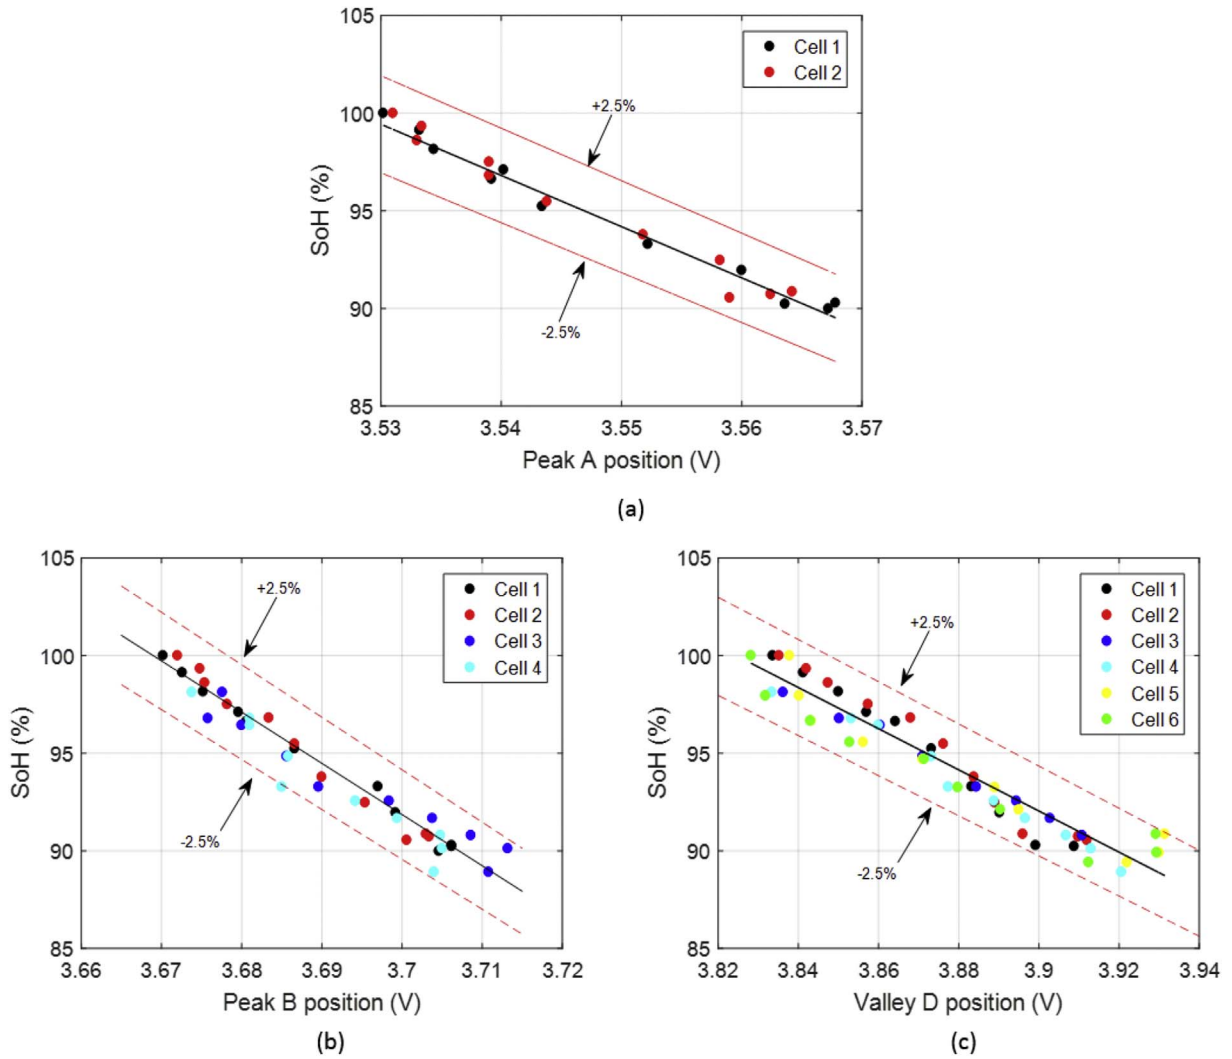 105
Cell 1
Cell 2
+2.5%
100
SoH (%)
95
-2.5%
90
85
3.53
3.54
3.55
3.56
3.57
Peak A position (V)
(a)
105
Cell 1
+2.5%
Cell 2
Cell 3
100
Cell 4
SoH (%)
95
-2.5%
90
85
3.66
3.67
3.68
3.69
3.7
3.71
3.72
Peak B position (V)
(b)
105
Cell 1
Cell 2
+2.5%
Cell 3
100
Cell 4
Cell 5
Cell 6
SoH (%)
95
-2.5%
90
85
3.82
3.84
3.86
3.88
3.9
3.92
3.94
Valley D position (V)
(c)